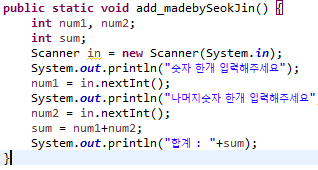 public static void add_madebySeokJin() {
int num1, num2;
int sum;
Scanner in = new Scanner(System.in);
System.out.println("숫자 한개 입력해주세요");
num1 = in.nextInt();
System.out.println("나머지숫자 한개 입력해주세요"
num2 = in.nextInt();
sum = num1+num2;
System.out.println("합계 : "+sum);
}